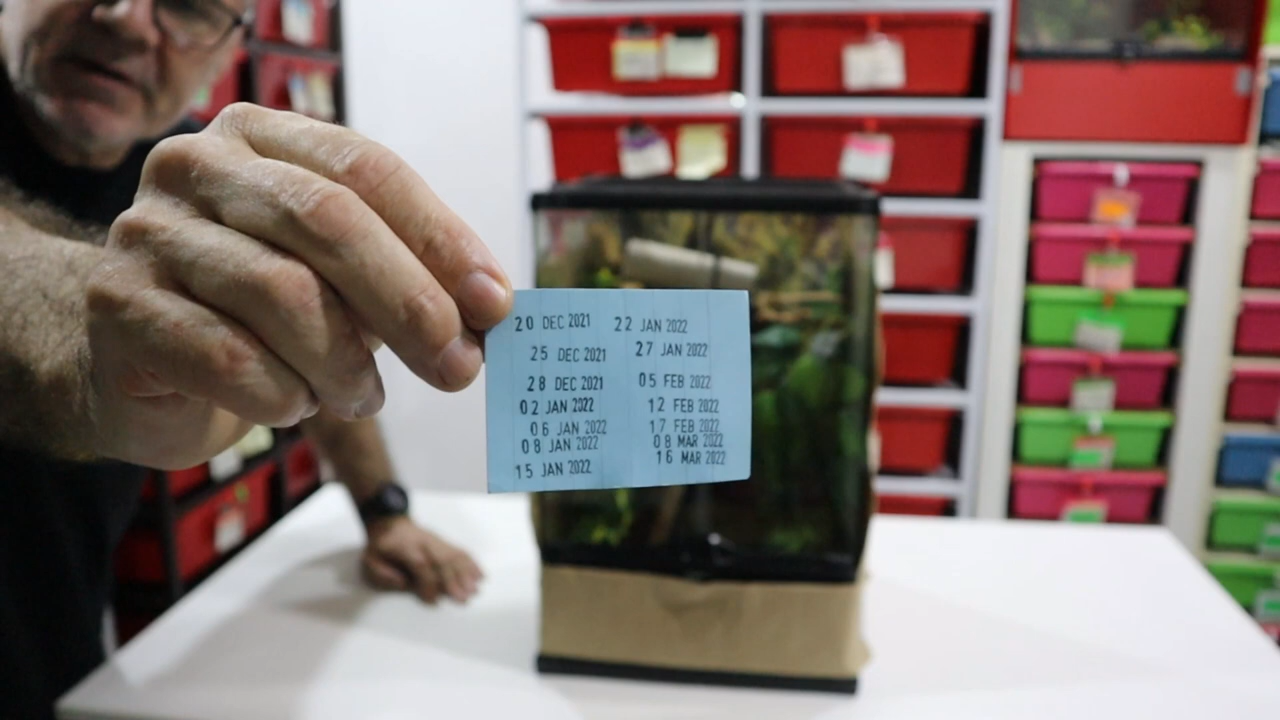 20 DEC 2021
25 DEC 2021
28 DEC 2021
02 JAN 2022
06 JAN 2022
08 JAN 2022
15 JAN 2022
22 JAN 2022
27 JAN 2022
05 FEB 2022
12 FEB 2022
17 FEB 2022
08 MAR 2022
16 MAR 2022